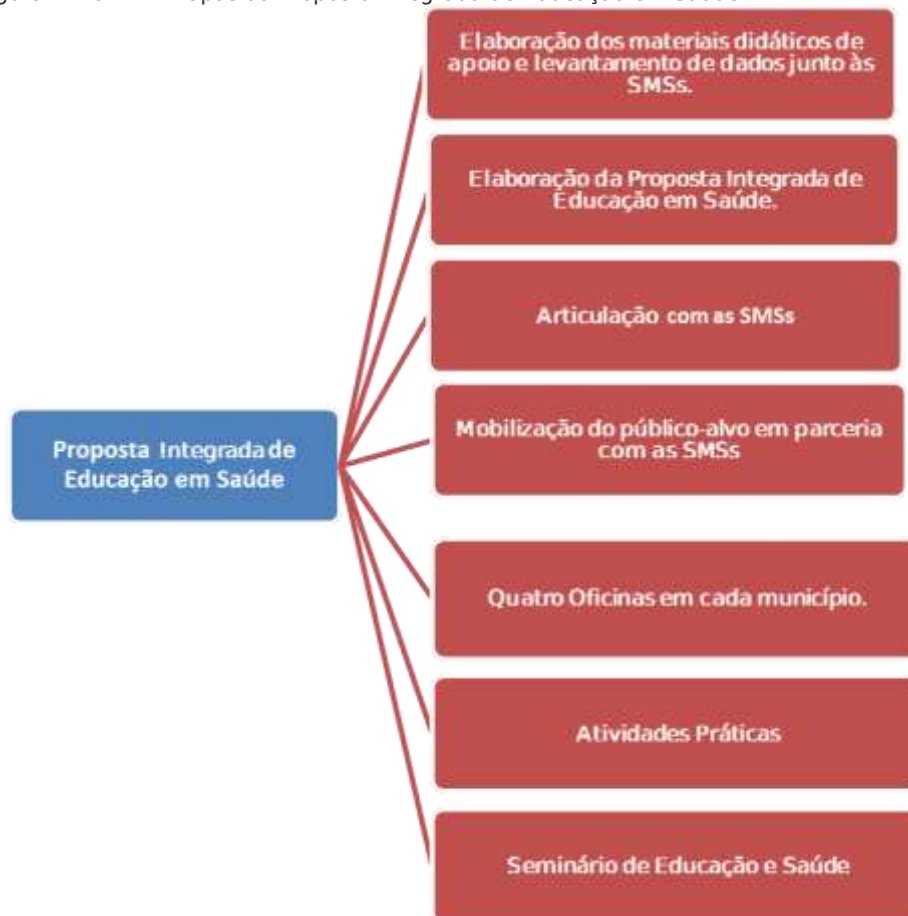 Elaboração dos materiais didáticos de
apoio e levantamento de dados junto às
SMSs.
Elaboração da Proposta Integrada de
Educação em Saúde.
Articulação com as SMSs
Mobilização do público-alvo em parceria
com as SMSs
Proposta Integrada de
Educação em Saúde
Quatro Oficinas em cada município.
Atividades Práticas
Seminário de Educação e Saúde